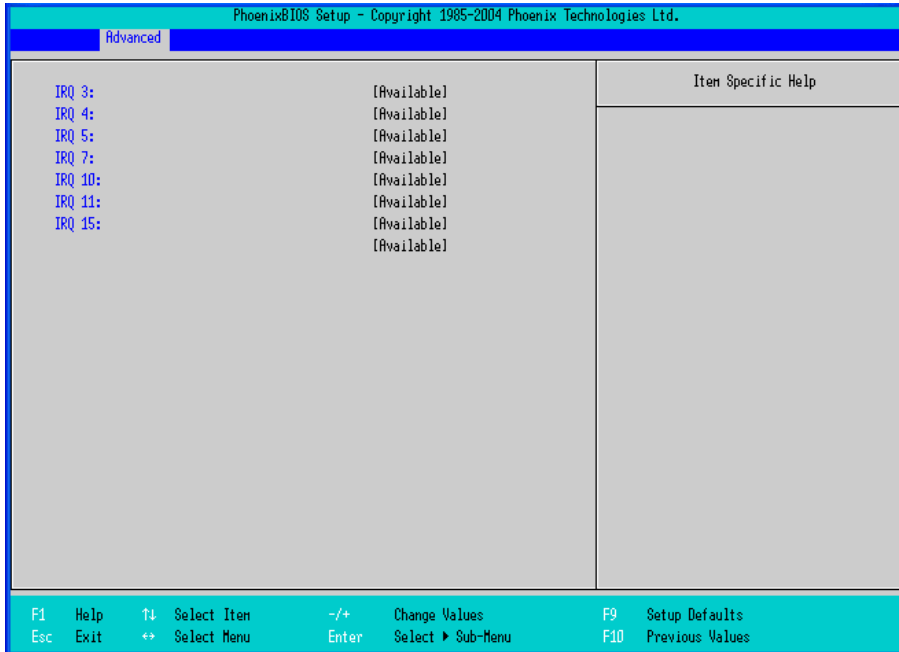 PhoenixBIOS Setup - Copyright 1985-2004 Phoenix Technologies Ltd.
Advanced
Item Specific Help
IRQ 3: [Available]
IRQ 4: [Available]
IRQ 5: [Available]
IRQ 7: [Available]
IRQ 10: [Available]
IRQ 11: [Available]
IRQ 15: [Available]
[Available]
F1 Help ↑↓ Select Item -/+ Change Values F9 Setup Defaults
Esc Exit ↔ Select Menu Enter Select ▶ Sub-Menu F10 Previous Values